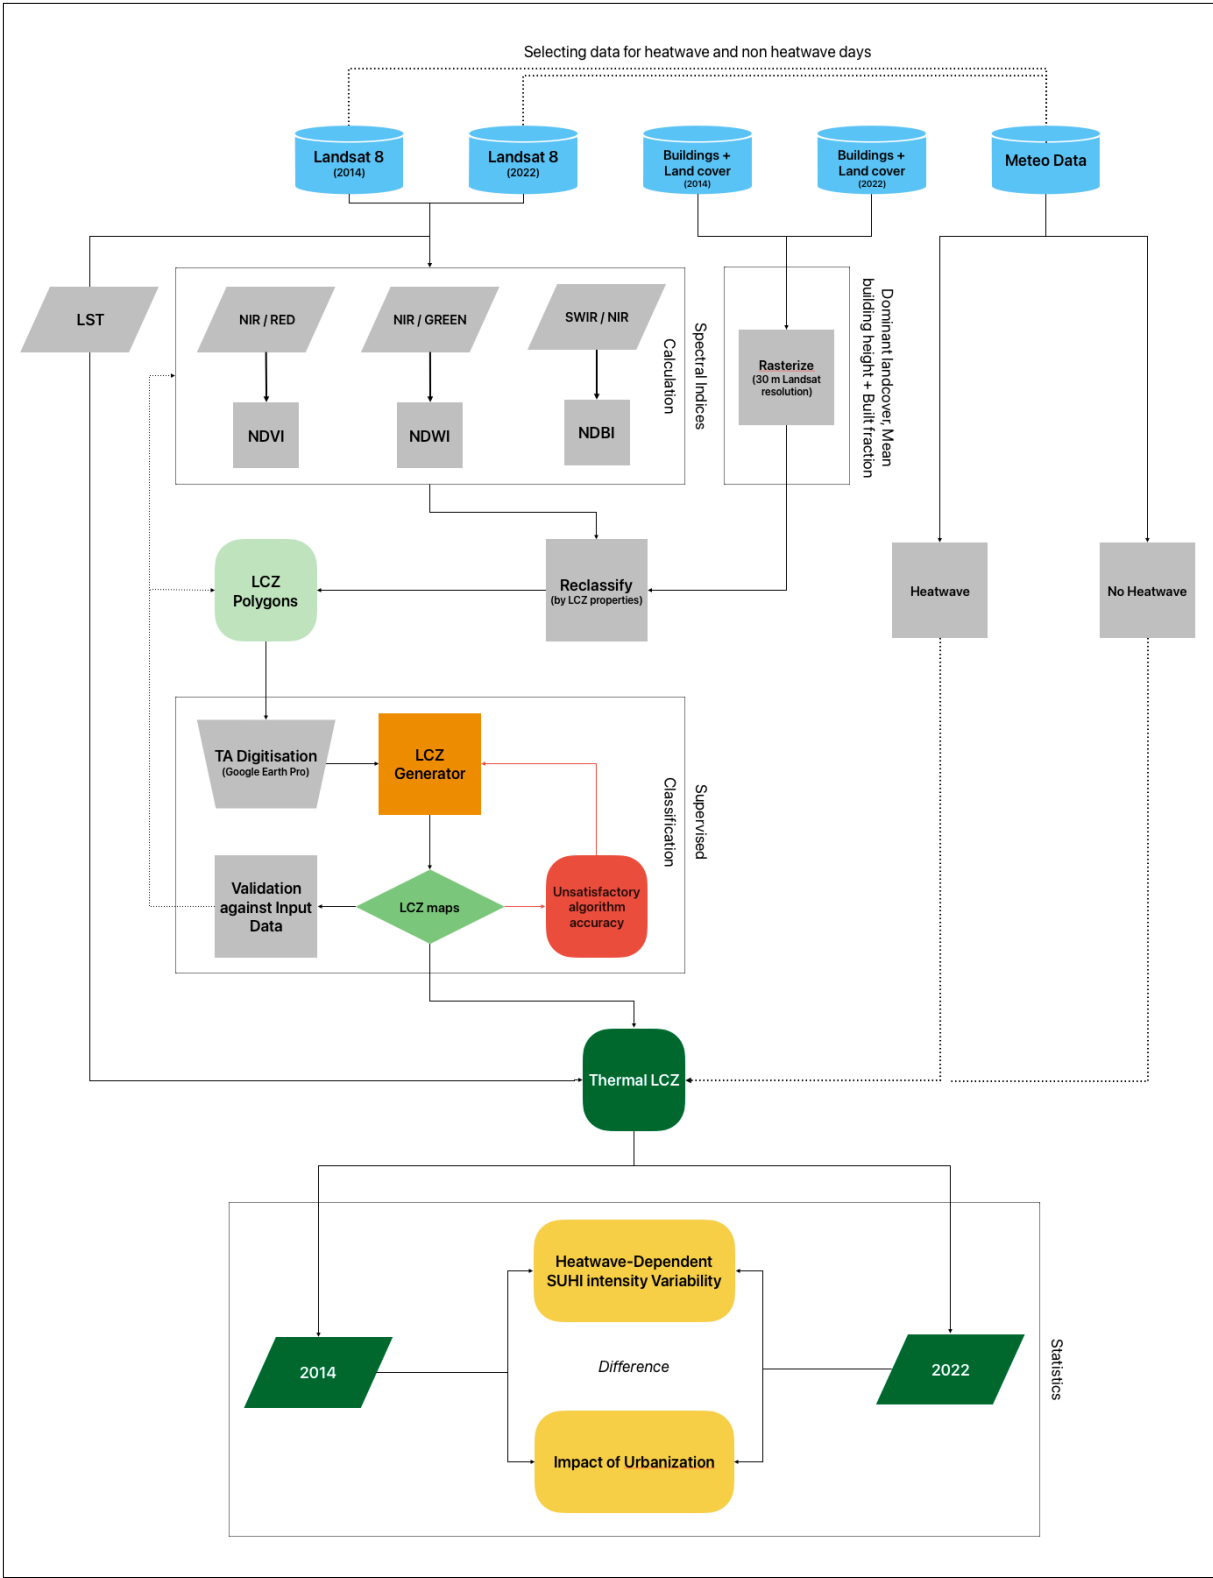 Selecting data for heatwave and non heatwave days
Landsat 8
(2014)
Landsat 8
(2022)
Buildings +
Land cover
(2014)
Buildings +
Land cover
(2022)
Meteo Data
LST
NIR / RED
NIR / GREEN
SWIR / NIR
NDVI
NDWI
NDBI
Spectral Indices
Calculation
Rasterize
(30 m Landsat
resolution)
Dominant landcover, Mean
building height + Built fraction
LCZ
Polygons
Reclassify
(by LCZ properties)
Heatwave
No Heatwave
TA Digitisation
(Google Earth Pro)
LCZ
Generator
Supervised
Classification
Validation
against Input
Data
LCZ maps
Unsatisfactory
algorithm
accuracy
Thermal LCZ
Heatwave-Dependent
SUHI intensity Variability
2014
Difference
2022
Statistics
Impact of Urbanization